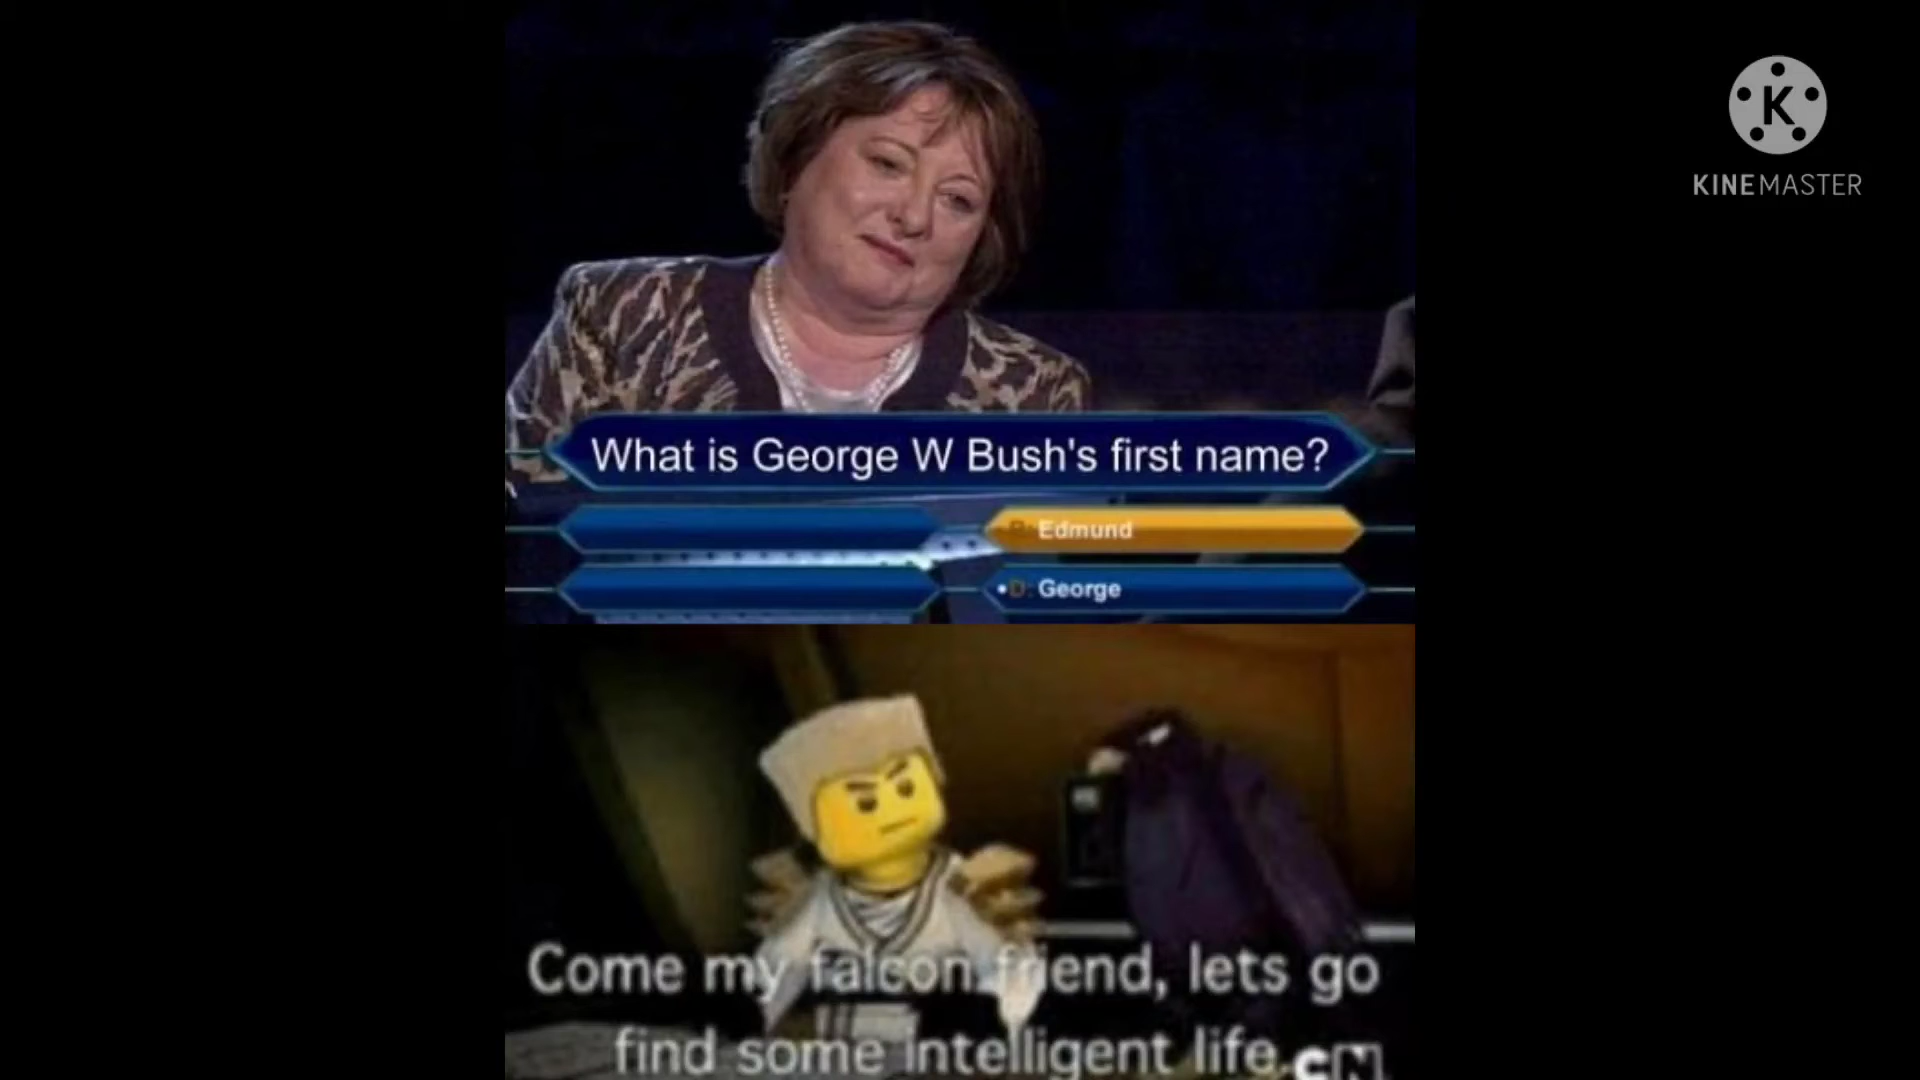 K
KINEMASTER
What is George W Bush's first name?
B: Edmund
D: George
Come my falcon friend, lets go
find some intelligent life.
CN